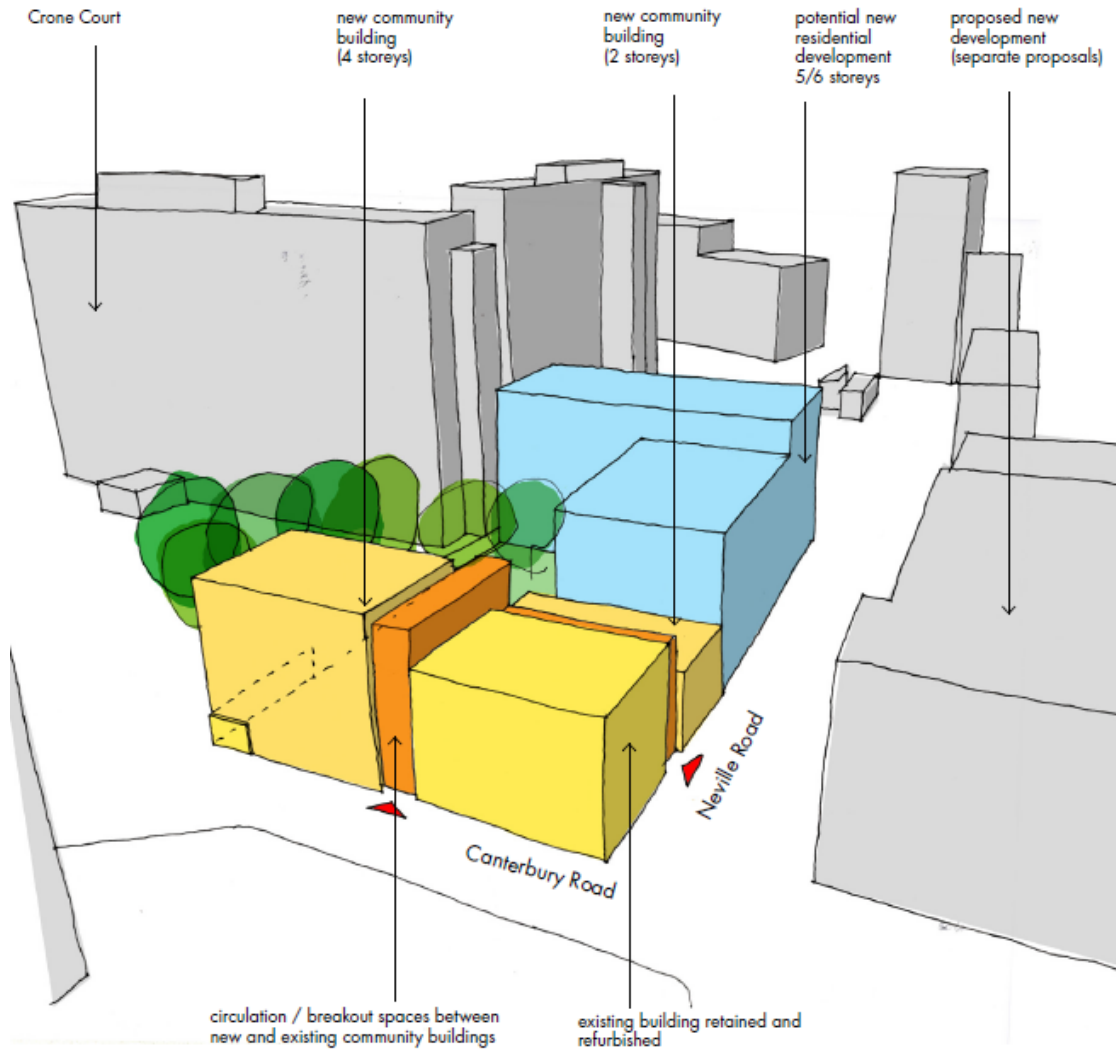 Crone Court
new community
building
(4 storeys)
new community
building
(2 storeys)
potential new
residential
development
5/6 storeys
proposed new
development
(separate proposals)
Neville Road
Canterbury Road
circulation / breakout spaces between
new and existing community buildings
existing building retained and
refurbished